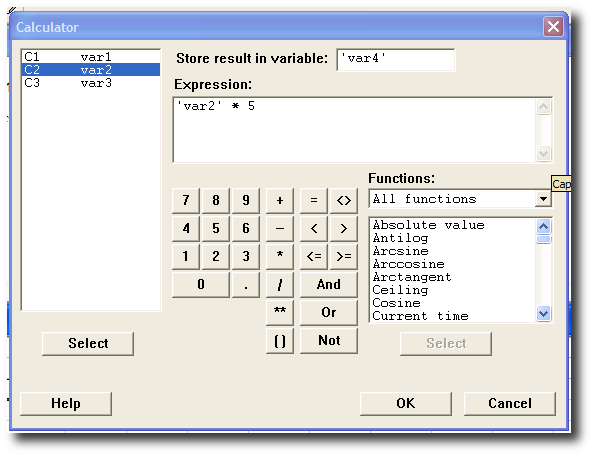 Calculator
C1 var1
C2 var2
C3 var3
Store result in variable: 'var4'
Expression:
'var2' * 5
Functions:
Cap
All functions
7 8 9 + = <>
4 5 6 − < >
1 2 3 * <= >=
0 . / And
** Or
() Not
Absolute value
Antilog
Arcsine
Arccosine
Arctangent
Ceiling
Cosine
Current time
Select
Select
Help
OK
Cancel